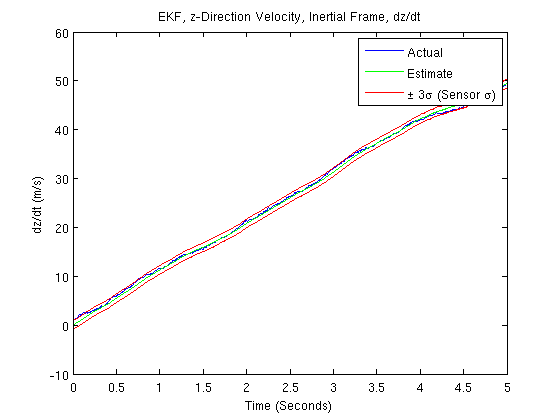 EKF, z-Direction Velocity, Inertial Frame, dz/dt
60
50
40
30
20
10
0
-10
dz/dt (m/s)
Actual
Estimate
± 3σ (Sensor σ)
0 0.5 1 1.5 2 2.5 3 3.5 4 4.5 5
Time (Seconds)